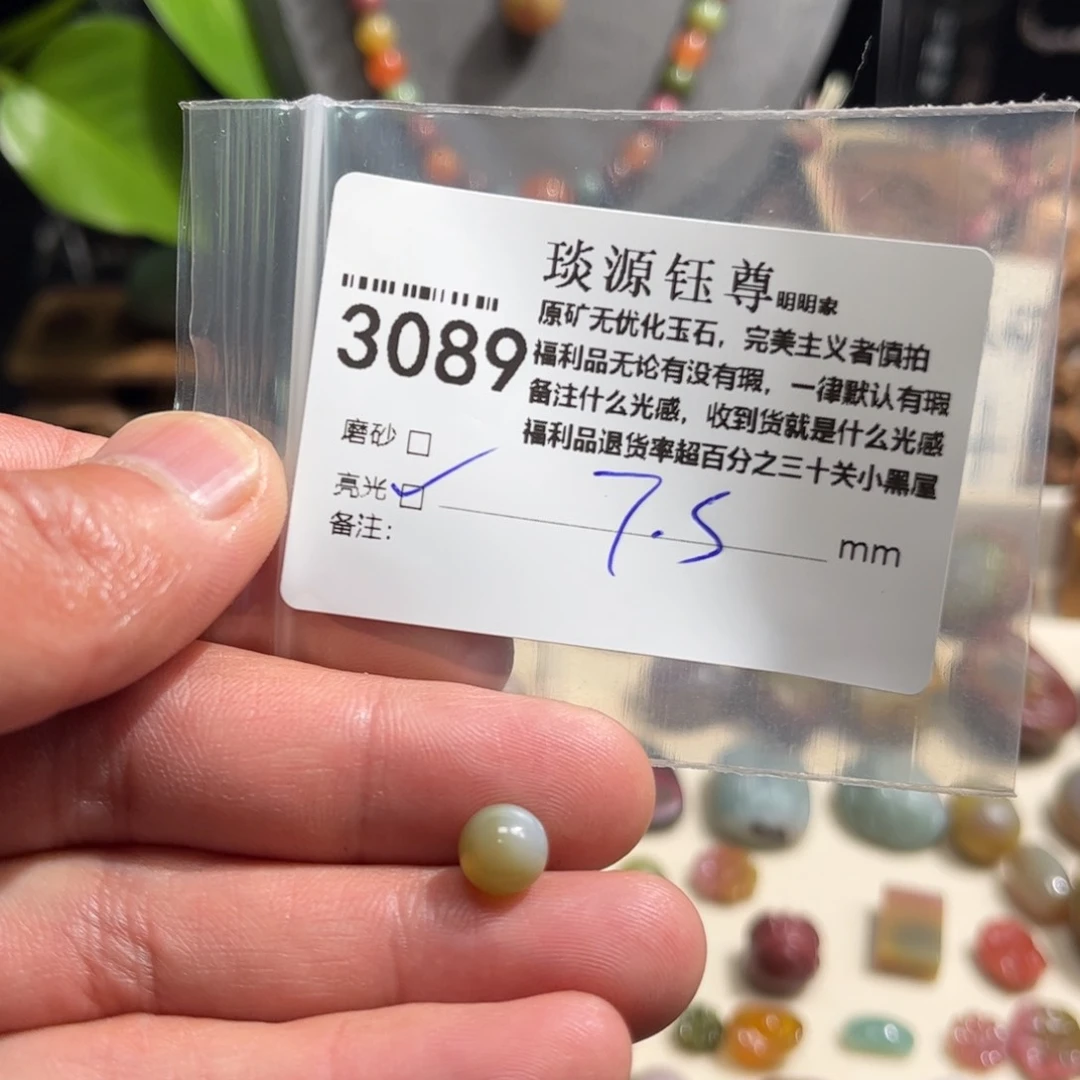 琰源钰尊明明家
3089
原矿无优化玉石，完美主义者慎拍
福利品无论有没有瑕，一律默认有瑕
备注什么光感，收到货就是什么光感
福利品退货率超百分之三十关小黑屋
磨砂□
亮光☑
7.5 mm
备注：